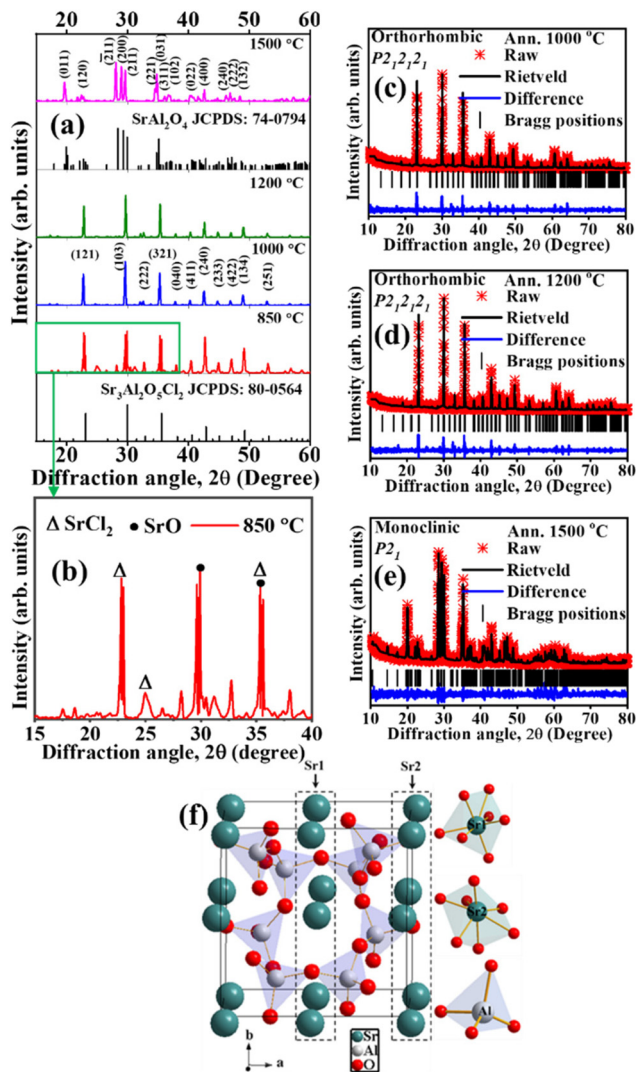 20 30 40 50 60
1500 °C
(011)
(120)
(2̅11)
(200)
(211)
(221)
(031)
(311)
(102)
(022)
(400)
(240)
(222)
(132)
(a)
SrAl₂O₄ JCPDS: 74-0794
1200 °C
1000 °C
(121)
(103)
(222)
(321)
(040)
(411)
(240)
(233)
(422)
(134)
(251)
850 °C
Sr₃Al₂O₅Cl₂ JCPDS: 80-0564
20 30 40 50 60
Diffraction angle, 2θ (Degree)
Intensity (arb. units)
(b)
Δ SrCl₂ ● SrO 850 °C
Δ
Δ
Δ
15 20 25 30 35 40
Diffraction angle, 2θ (degree)
Intensity (arb. units)
Orthorhombic Ann. 1000 °C
P2₁2₁2₁
Raw
(c)
Rietveld
Difference
Bragg positions
10 20 30 40 50 60 70 80
Diffraction angle, 2θ (Degree)
Intensity (arb. units)
Orthorhombic Ann. 1200 °C
P2₁2₁2₁
Raw
(d)
Rietveld
Difference
Bragg positions
10 20 30 40 50 60 70 80
Diffraction angle, 2θ (Degree)
Intensity (arb. units)
Monoclinic Ann. 1500 °C
P2₁
Raw
(e)
Rietveld
Difference
Bragg positions
10 20 30 40 50 60 70 80
Diffraction angle, 2θ (Degree)
Intensity (arb. units)
(f)
Sr1 Sr2
Sr2
Al
b
a
Sr
Al
O